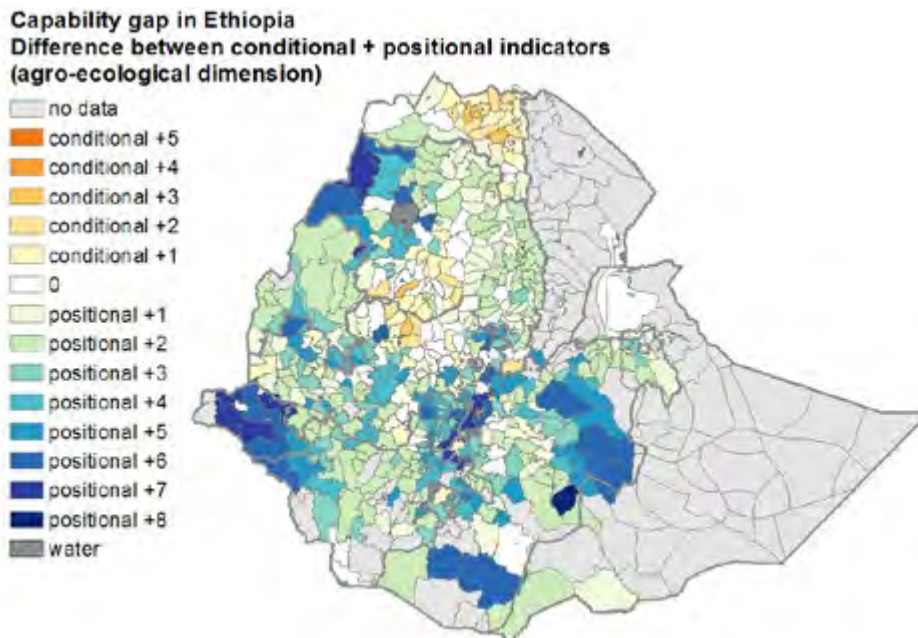 Capability gap in Ethiopia
Difference between conditional + positional indicators
(agro-ecological dimension)
no data
conditional +5
conditional +4
conditional +3
conditional +2
conditional +1
0
positional +1
positional +2
positional +3
positional +4
positional +5
positional +6
positional +7
positional +8
water